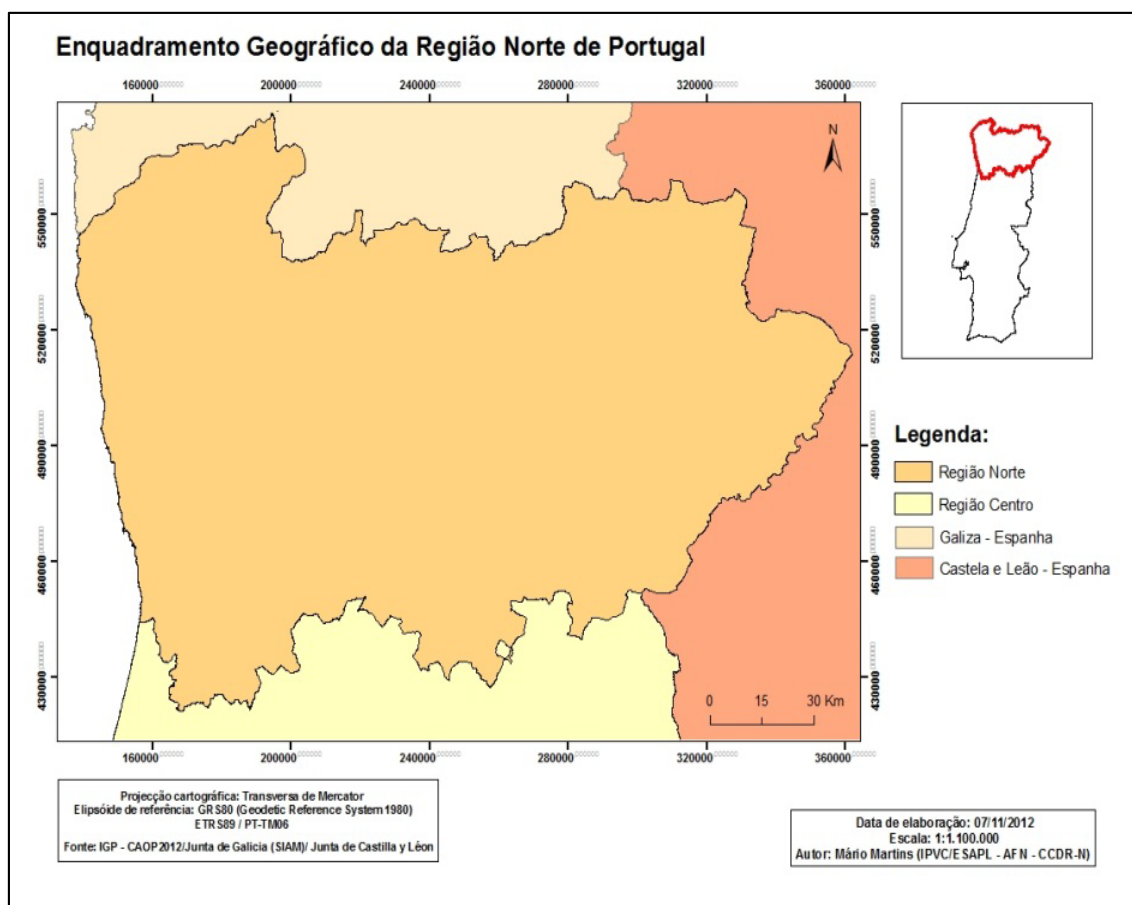 Enquadramento Geográfico da Região Norte de Portugal
160000 200000 240000 280000 320000 360000
N
550000 550000
520000 520000
490000 490000
460000 460000
430000 430000
0 15 30 Km
160000 200000 240000 280000 320000 360000
Legenda:
Região Norte
Região Centro
Galiza - Espanha
Castela e Leão - Espanha
Projecção cartográfica: Transversa de Mercator
Elipsóide de referência: GRS80 (Geodetic Reference System 1980)
ETRS89 / PT-TM06
Fonte: IGP - CAOP2012/Junta de Galicia (SIAM)/ Junta de Castilla y Léon
Data de elaboração: 07/11/2012
Escala: 1:1.100.000
Autor: Mário Martins (IPVC/ESAPL - AFN - CCDR-N)